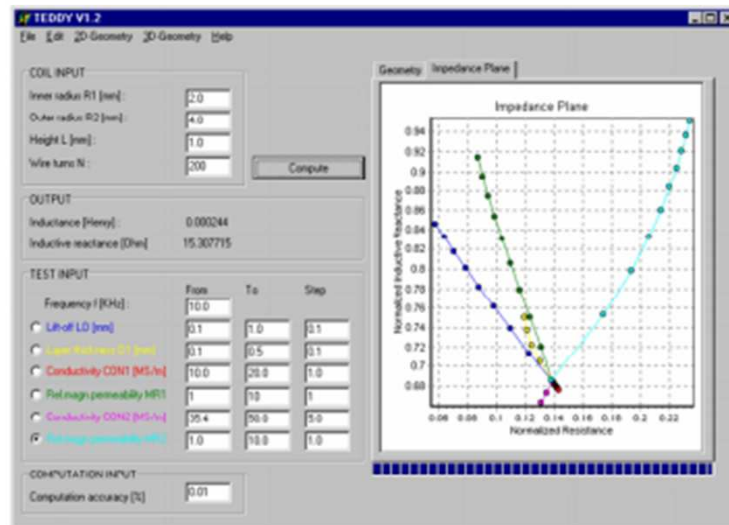 TEDDY V1.2
File Edit 2D-Geometry 3D-Geometry Help
COIL INPUT
Inner radius R1 [mm] : 2.0
Outer radius R2 [mm] : 4.0
Height L [mm] : 1.0
Wire turns N : 200
Compute
OUTPUT
Inductance [Henry] : 0.000244
Inductive reactance [Ohm] 15.307715
TEST INPUT
From To Step
Frequency f [KHz] : 10.0
Lift-off LO [mm] 0.1 1.0 0.1
Layer thickness D1 [mm] 0.1 0.5 0.1
Conductivity CON1 [MS/m] 10.0 20.0 1.0
Rel.magn.permeability MR1 1 10 1
Conductivity CON2 [MS/m] 35.4 50.0 5.0
Rel.magn.permeability MR2 1.0 10.0 1.0
COMPUTATION INPUT
Computation accuracy [%] 0.01
Geometry Impedance Plane
Impedance Plane
Normalized Inductive Reactance
0.94
0.92
0.9
0.88
0.86
0.84
0.82
0.8
0.78
0.76
0.74
0.72
0.7
0.68
0.66
0.06 0.08 0.1 0.12 0.14 0.16 0.18 0.2 0.22
Normalized Resistance